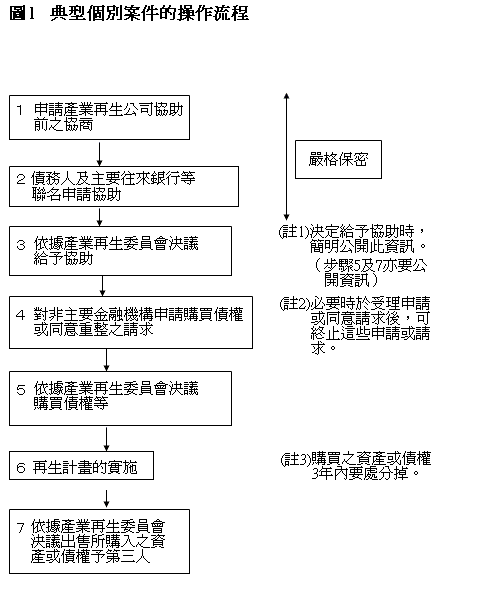 圖1 典型個別案件的操作流程
1 申請產業再生公司協助
前之協商
嚴格保密
2 債務人及主要往來銀行等
聯名申請協助
3 依據產業再生委員會決議
給予協助
(註1)決定給予協助時，
簡明公開此資訊。
（步驟5及7亦要公
開資訊）
4 對非主要金融機構申請購買債權
或同意重整之請求
(註2)必要時於受理申請
或同意請求後，可
終止這些申請或請
求。
5 依據產業再生委員會決議
購買債權等
6 再生計畫的實施
(註3)購買之資產或債權
3年內要處分掉。
7 依據產業再生委員會
決議出售所購入之資
產或債權予第三人